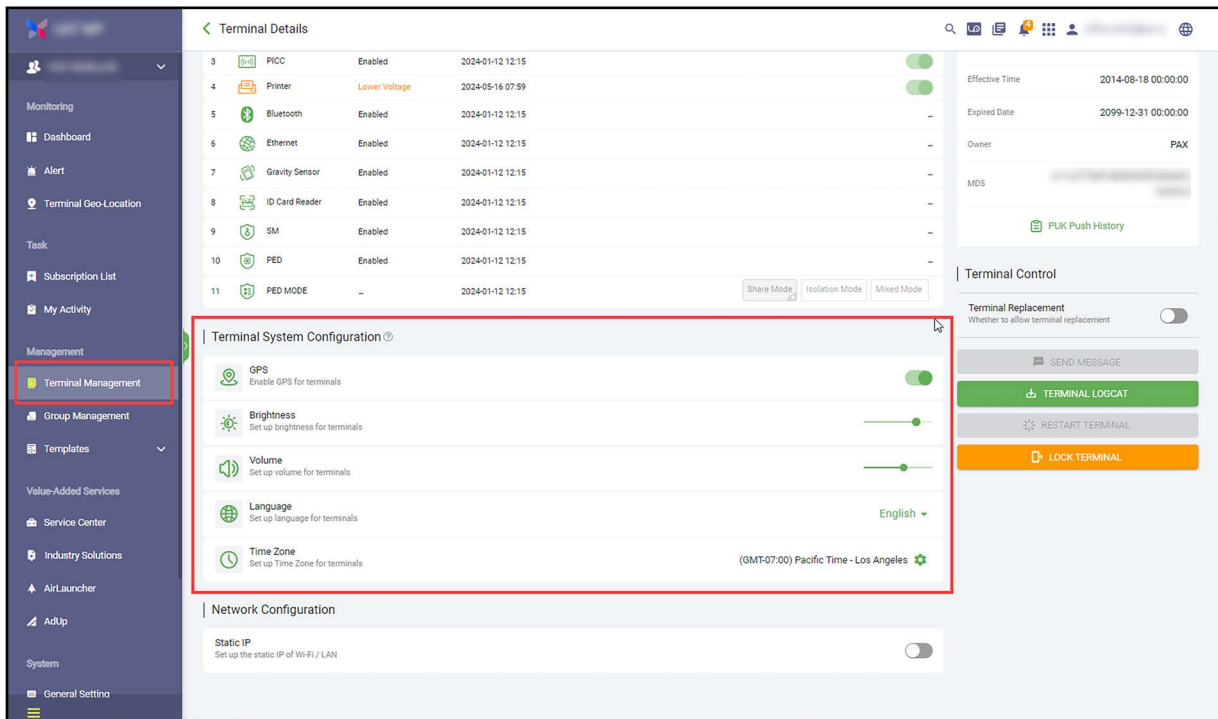 Terminal Details
4
Monitoring
Dashboard
Alert
Terminal Geo-Location
Task
Subscription List
My Activity
Management
Terminal Management
Group Management
Templates
Value-Added Services
Service Center
Industry Solutions
AirLauncher
AdUp
System
General Setting
3 PICC Enabled 2024-01-12 12:15
4 Printer Lower Voltage 2024-05-16 07:59
5 Bluetooth Enabled 2024-01-12 12:15 –
6 Ethernet Enabled 2024-01-12 12:15 –
7 Gravity Sensor Enabled 2024-01-12 12:15 –
8 ID Card Reader Enabled 2024-01-12 12:15 –
9 SM Enabled 2024-01-12 12:15 –
10 PED Enabled 2024-01-12 12:15 –
11 PED MODE – 2024-01-12 12:15 Share Mode Isolation Mode Mixed Mode
Terminal System Configuration
GPS
Enable GPS for terminals
Brightness
Set up brightness for terminals
Volume
Set up volume for terminals
Language
Set up language for terminals
English
Time Zone
Set up Time Zone for terminals
(GMT-07:00) Pacific Time - Los Angeles
Network Configuration
Static IP
Set up the static IP of Wi-Fi / LAN
Effective Time 2014-08-18 00:00:00
Expired Date 2099-12-31 00:00:00
Owner PAX
MD5
PUK Push History
Terminal Control
Terminal Replacement
Whether to allow terminal replacement
SEND MESSAGE
TERMINAL LOGCAT
RESTART TERMINAL
LOCK TERMINAL